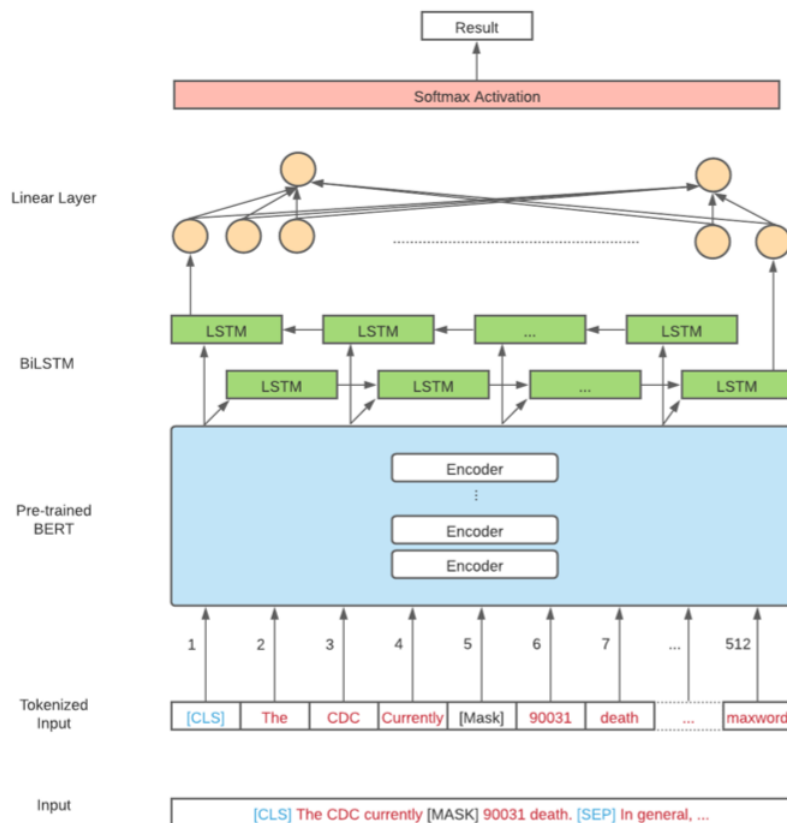 Result
Softmax Activation
Linear Layer
LSTM LSTM ... LSTM
BiLSTM
LSTM LSTM ... LSTM
Encoder
⋮
Pre-trained
BERT
Encoder
Encoder
1 2 3 4 5 6 7 ... 512
Tokenized
Input
[CLS] The CDC Currently [Mask] 90031 death ... maxword
Input
[CLS] The CDC currently [MASK] 90031 death. [SEP] In general, ...